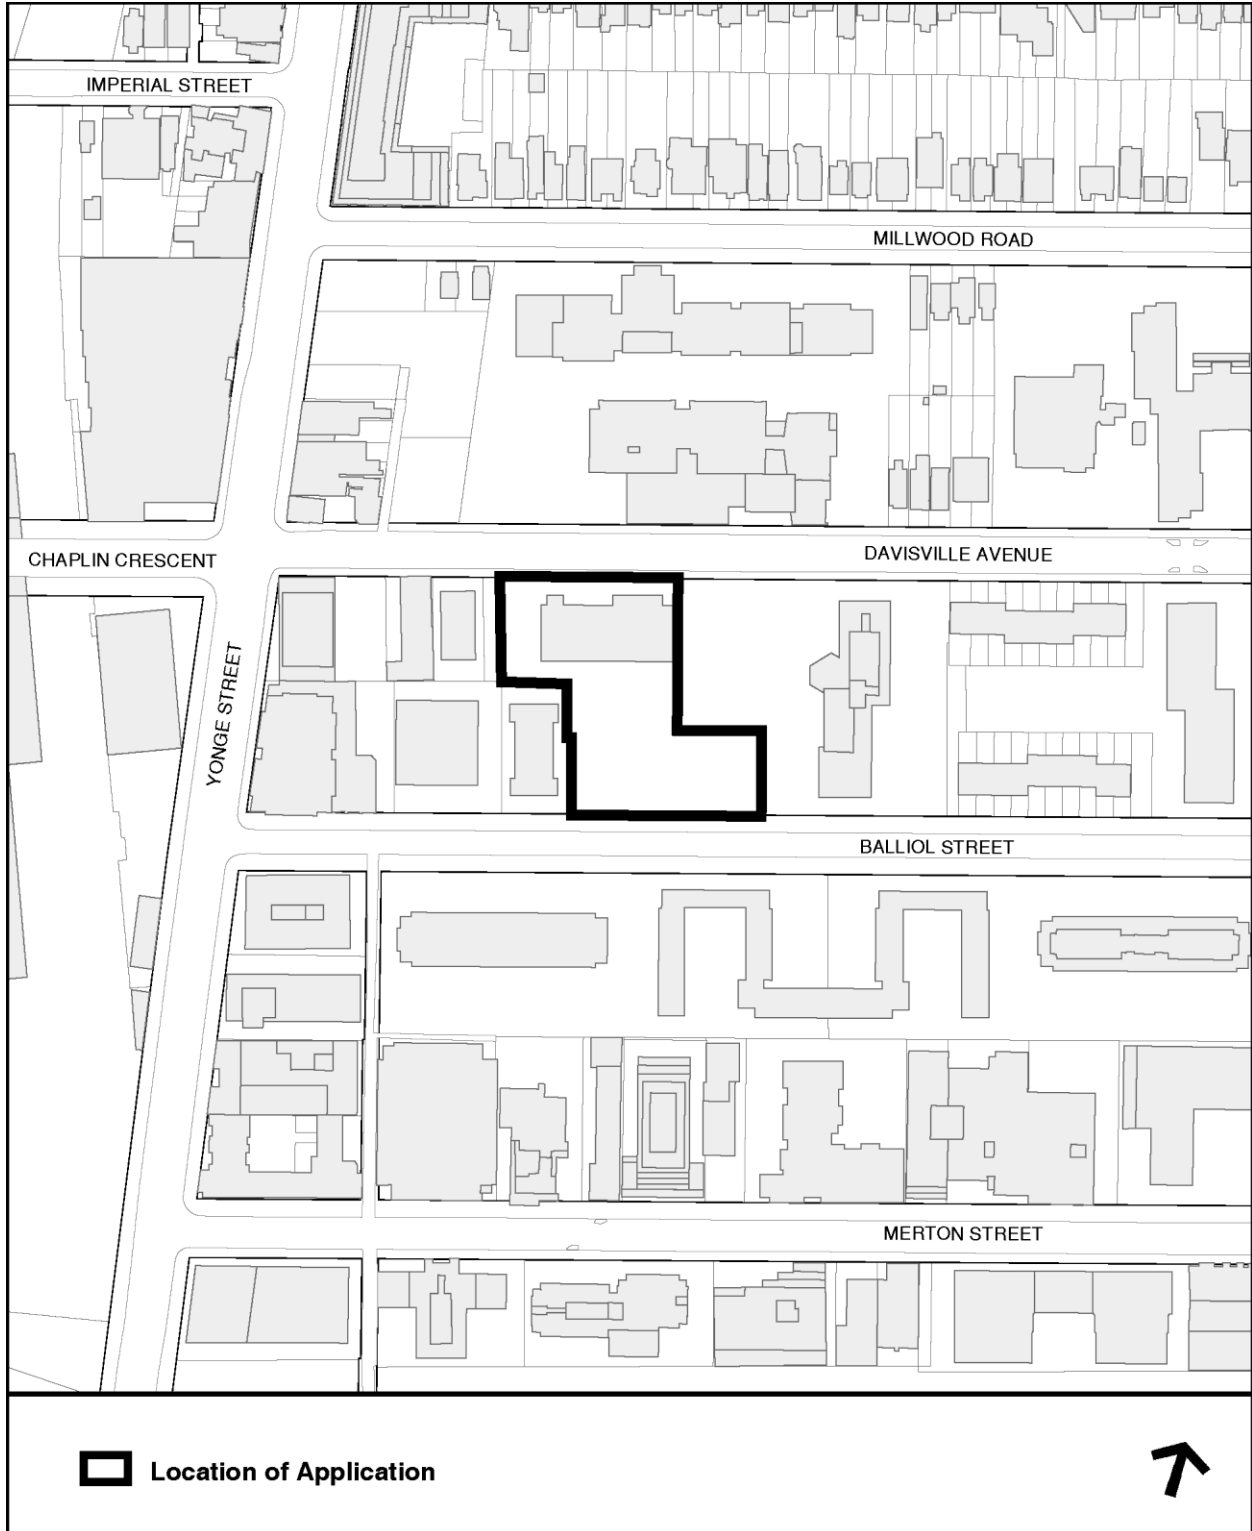 IMPERIAL STREET
MILLWOOD ROAD
CHAPLIN CRESCENT
DAVISVILLE AVENUE
YONGE STREET
BALLIOL STREET
MERTON STREET
Location of Application